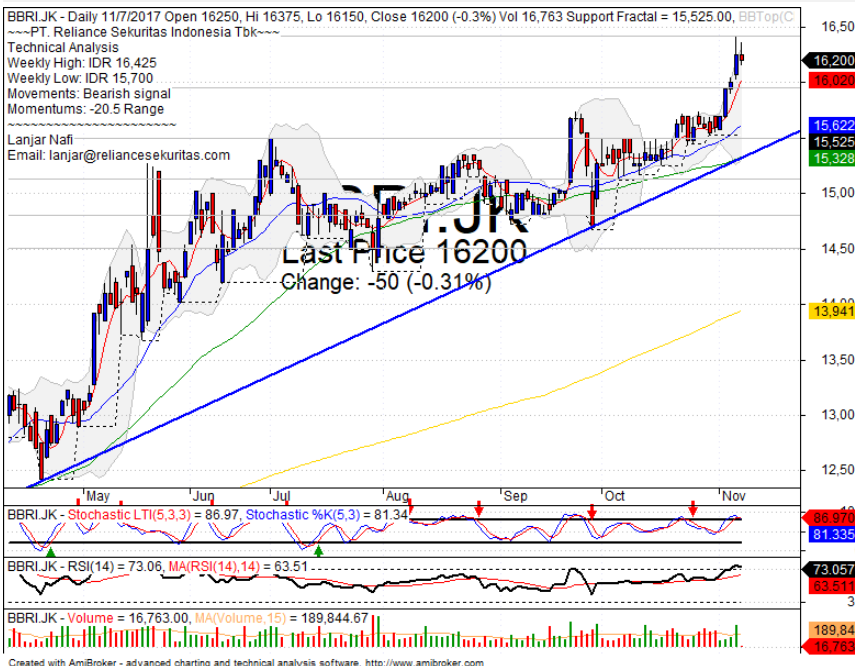 BBRI.JK - Daily 11/7/2017 Open 16250, Hi 16375, Lo 16150, Close 16200 (-0.3%) Vol 16,763 Support Fractal = 15,525.00, BBTop(C
~~~PT. Reliance Sekuritas Indonesia Tbk~~~
Technical Analysis
Weekly High: IDR 16,425
Weekly Low: IDR 15,700
Movements: Bearish signal
Momentums: -20.5 Range
~~~~~~~~~~~~~~~~~~~~~~~
Lanjar Nafi
Email: lanjar@reliancesekuritas.com
BBRI.JK
Last Price 16200
Change: -50 (-0.31%)
16,50
16,200
16,020
15,622
15,525
15,328
15,00
14,50
14,00
13,941
13,50
13,00
12,50
May Jun Jul Aug Sep Oct Nov
BBRI.JK - Stochastic LTI(5,3,3) = 86.97, Stochastic %K(5,3) = 81.34
86.970
81.335
BBRI.JK - RSI(14) = 73.06, MA(RSI(14),14) = 63.51
73.057
63.511
3
BBRI.JK - Volume = 16,763.00, MA(Volume,15) = 189,844.67
189,84
16,763
Created with AmiBroker - advanced charting and technical analysis software. http://www.amibroker.com